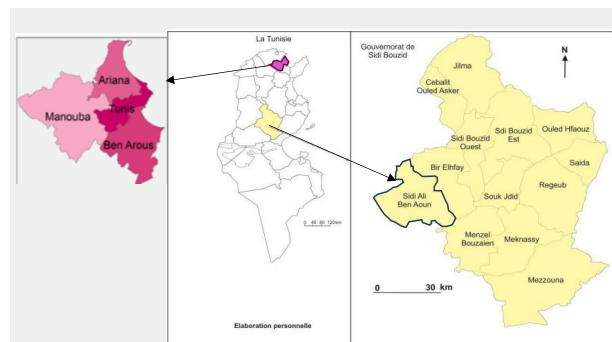 Ariana
Manouba
Tunis
Ben Arous
La Tunisie
0 40 80 120km
Elaboration personnelle
Gouvernorat de
Sidi Bouzid
N
Jilma
Cebalit
Ouled Asker
Sdi Bouzid
Ouest
Sdi Bouzid
Est
Ouled Hfaouz
Saida
Bir Elhfay
Regeub
Sidi Ali
Ben Aoun
Souk Jdid
Menzel
Bouzaien
Meknassy
Mezzouna
0 30 km